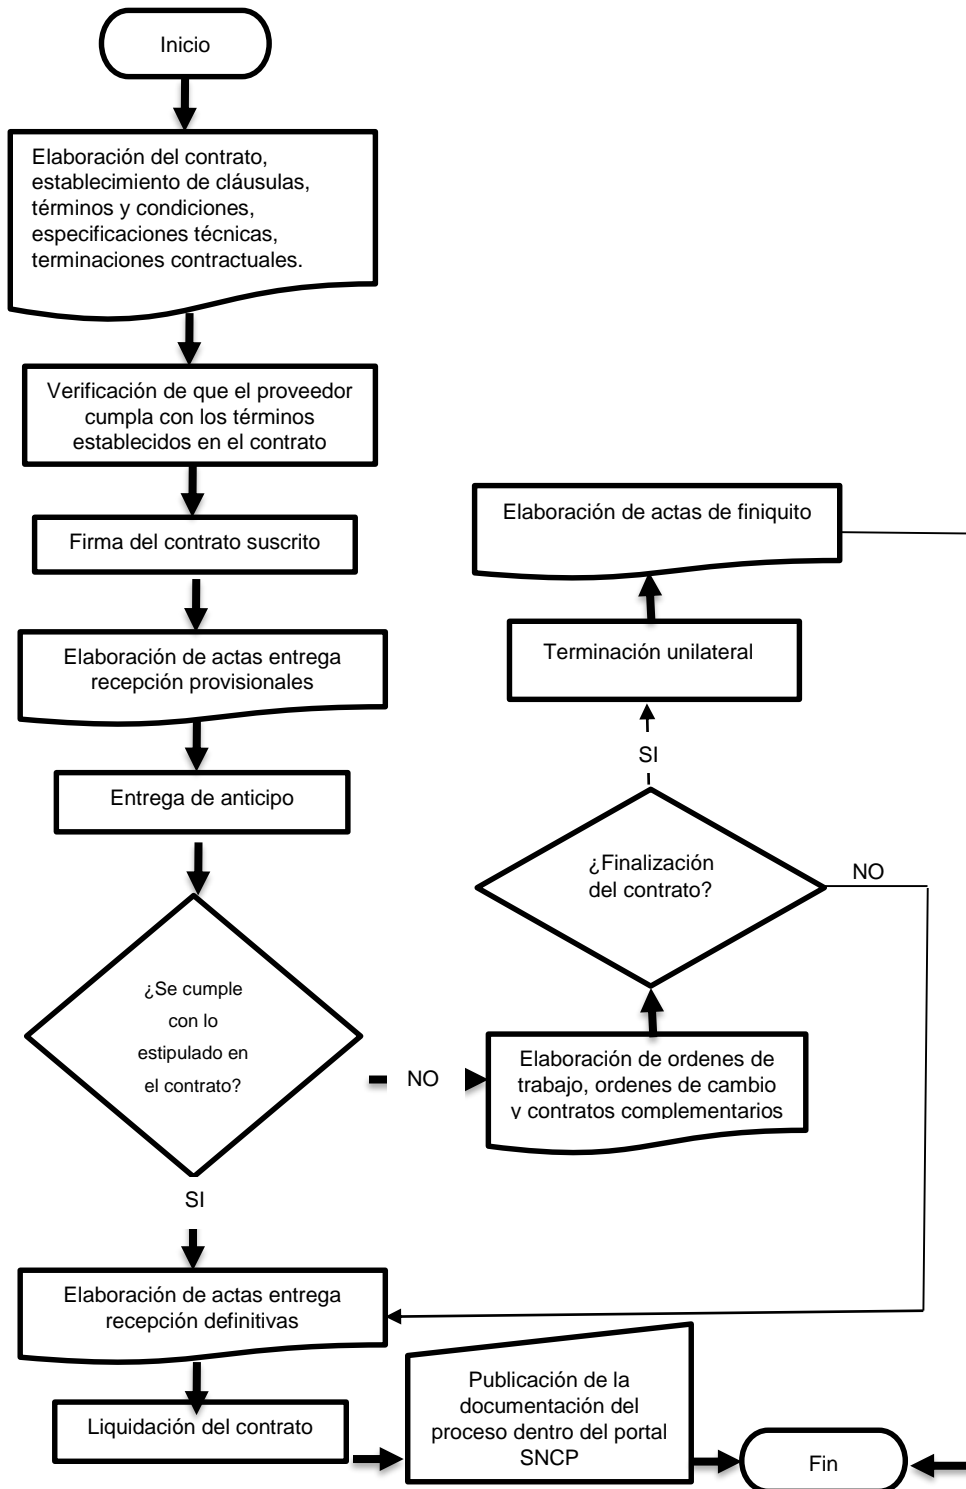 Inicio
Elaboración del contrato,
establecimiento de cláusulas,
términos y condiciones,
especificaciones técnicas,
terminaciones contractuales.
Verificación de que el proveedor
cumpla con los términos
establecidos en el contrato
Firma del contrato suscrito
Elaboración de actas entrega
recepción provisionales
Entrega de anticipo
¿Se cumple
con lo
estipulado en
el contrato?
NO
SI
Elaboración de ordenes de
trabajo, ordenes de cambio
y contratos complementarios
¿Finalización
del contrato?
NO
SI
Terminación unilateral
Elaboración de actas de finiquito
Elaboración de actas entrega
recepción definitivas
Liquidación del contrato
Publicación de la
documentación del
proceso dentro del portal
SNCP
Fin